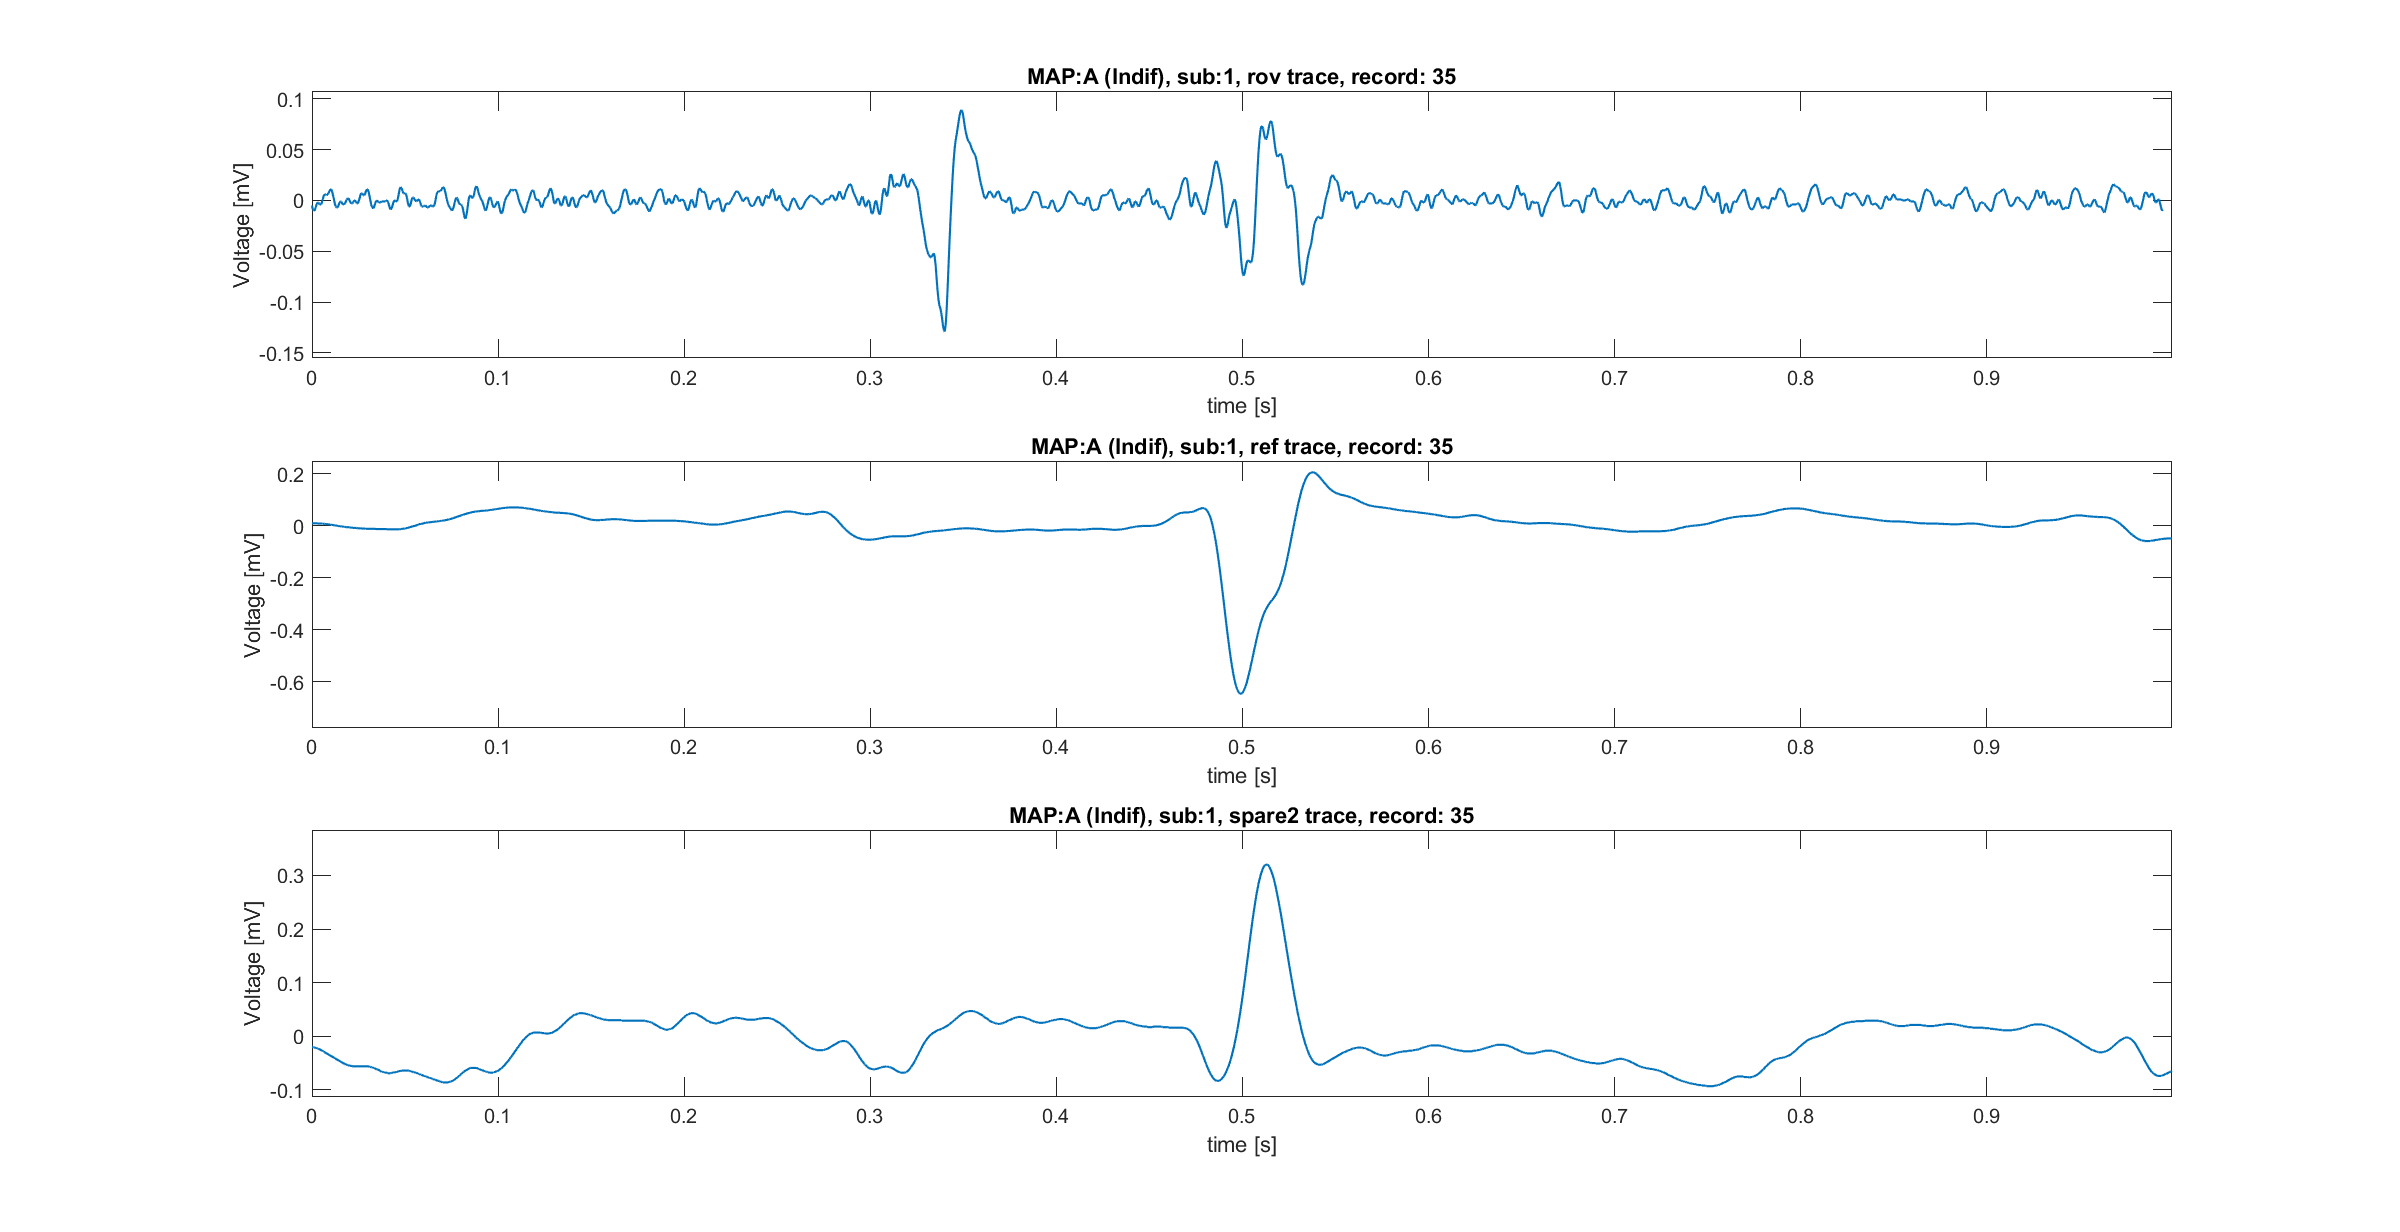 MAP:A (Indif), sub:1, rov trace, record: 35
0.1
0.05
0
-0.05
-0.1
-0.15
Voltage [mV]
0 0.1 0.2 0.3 0.4 0.5 0.6 0.7 0.8 0.9
time [s]
MAP:A (Indif), sub:1, ref trace, record: 35
0.2
0
-0.2
-0.4
-0.6
Voltage [mV]
0 0.1 0.2 0.3 0.4 0.5 0.6 0.7 0.8 0.9
time [s]
MAP:A (Indif), sub:1, spare2 trace, record: 35
0.3
0.2
0.1
0
-0.1
Voltage [mV]
0 0.1 0.2 0.3 0.4 0.5 0.6 0.7 0.8 0.9
time [s]